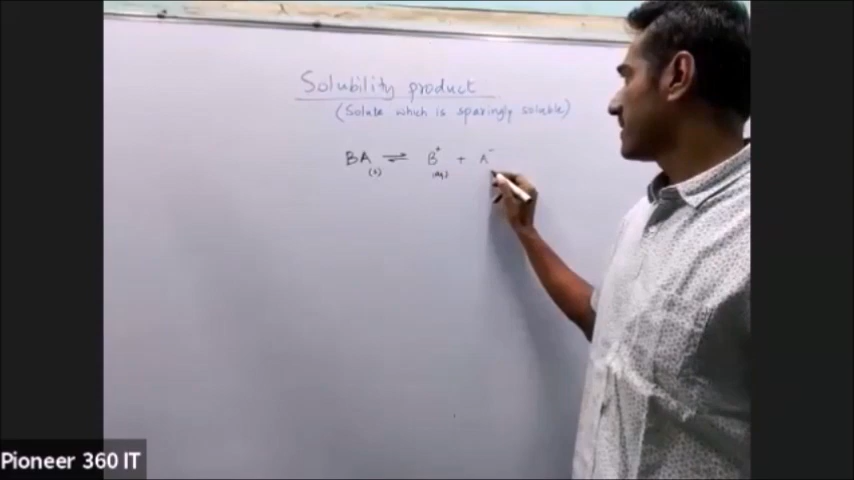 Solubility product
(Solute which is sparingly soluble)
BA(s) ⇌ B⁺(aq) + A⁻
Pioneer 360 IT